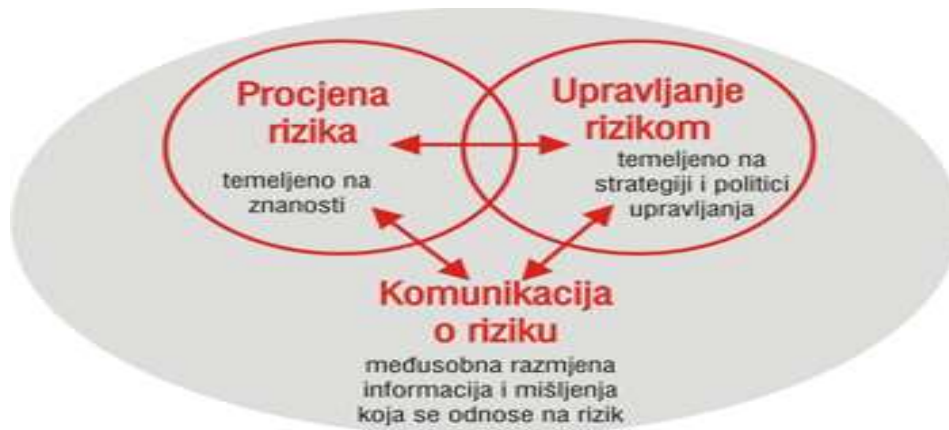 Procjena
rizika
temeljeno na
znanosti
Upravljanje
rizikom
temeljeno na
strategiji i politici
upravljanja
Komunikacija
o riziku
međusobna razmjena
informacija i mišljenja
koja se odnose na rizik